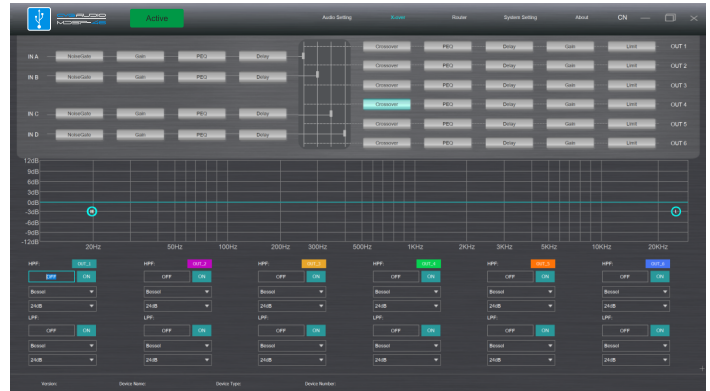 Active Audio Setting X-over Router System Setting About CN
IN A NoiseGate Gain PEQ Delay
IN B NoiseGate Gain PEQ Delay
IN C NoiseGate Gain PEQ Delay
IN D NoiseGate Gain PEQ Delay
Crossover PEQ Delay Gain Limit OUT 1
Crossover PEQ Delay Gain Limit OUT 2
Crossover PEQ Delay Gain Limit OUT 3
Crossover PEQ Delay Gain Limit OUT 4
Crossover PEQ Delay Gain Limit OUT 5
Crossover PEQ Delay Gain Limit OUT 6
12dB
9dB
6dB
3dB
0dB
-3dB
-6dB
-9dB
-12dB
H L
20Hz 50Hz 100Hz 200Hz 300Hz 500Hz 1KHz 2KHz 3KHz 5KHz 10KHz 20KHz
HPF: OUT_1 HPF: OUT_2 HPF: HPF: HPF: HPF:
OFF ON OFF ON OFF ON OFF ON OFF ON OFF ON
Bessel Bessel Bessel Bessel Bessel Bessel
24dB 24dB 24dB 24dB 24dB 24dB
LPF: LPF: LPF: LPF: LPF: LPF:
OFF ON OFF ON OFF ON OFF ON OFF ON OFF ON
Bessel Bessel Bessel Bessel Bessel Bessel
24dB 24dB 24dB 24dB 24dB 24dB
Version: Device Name: Device Type: Device Number: